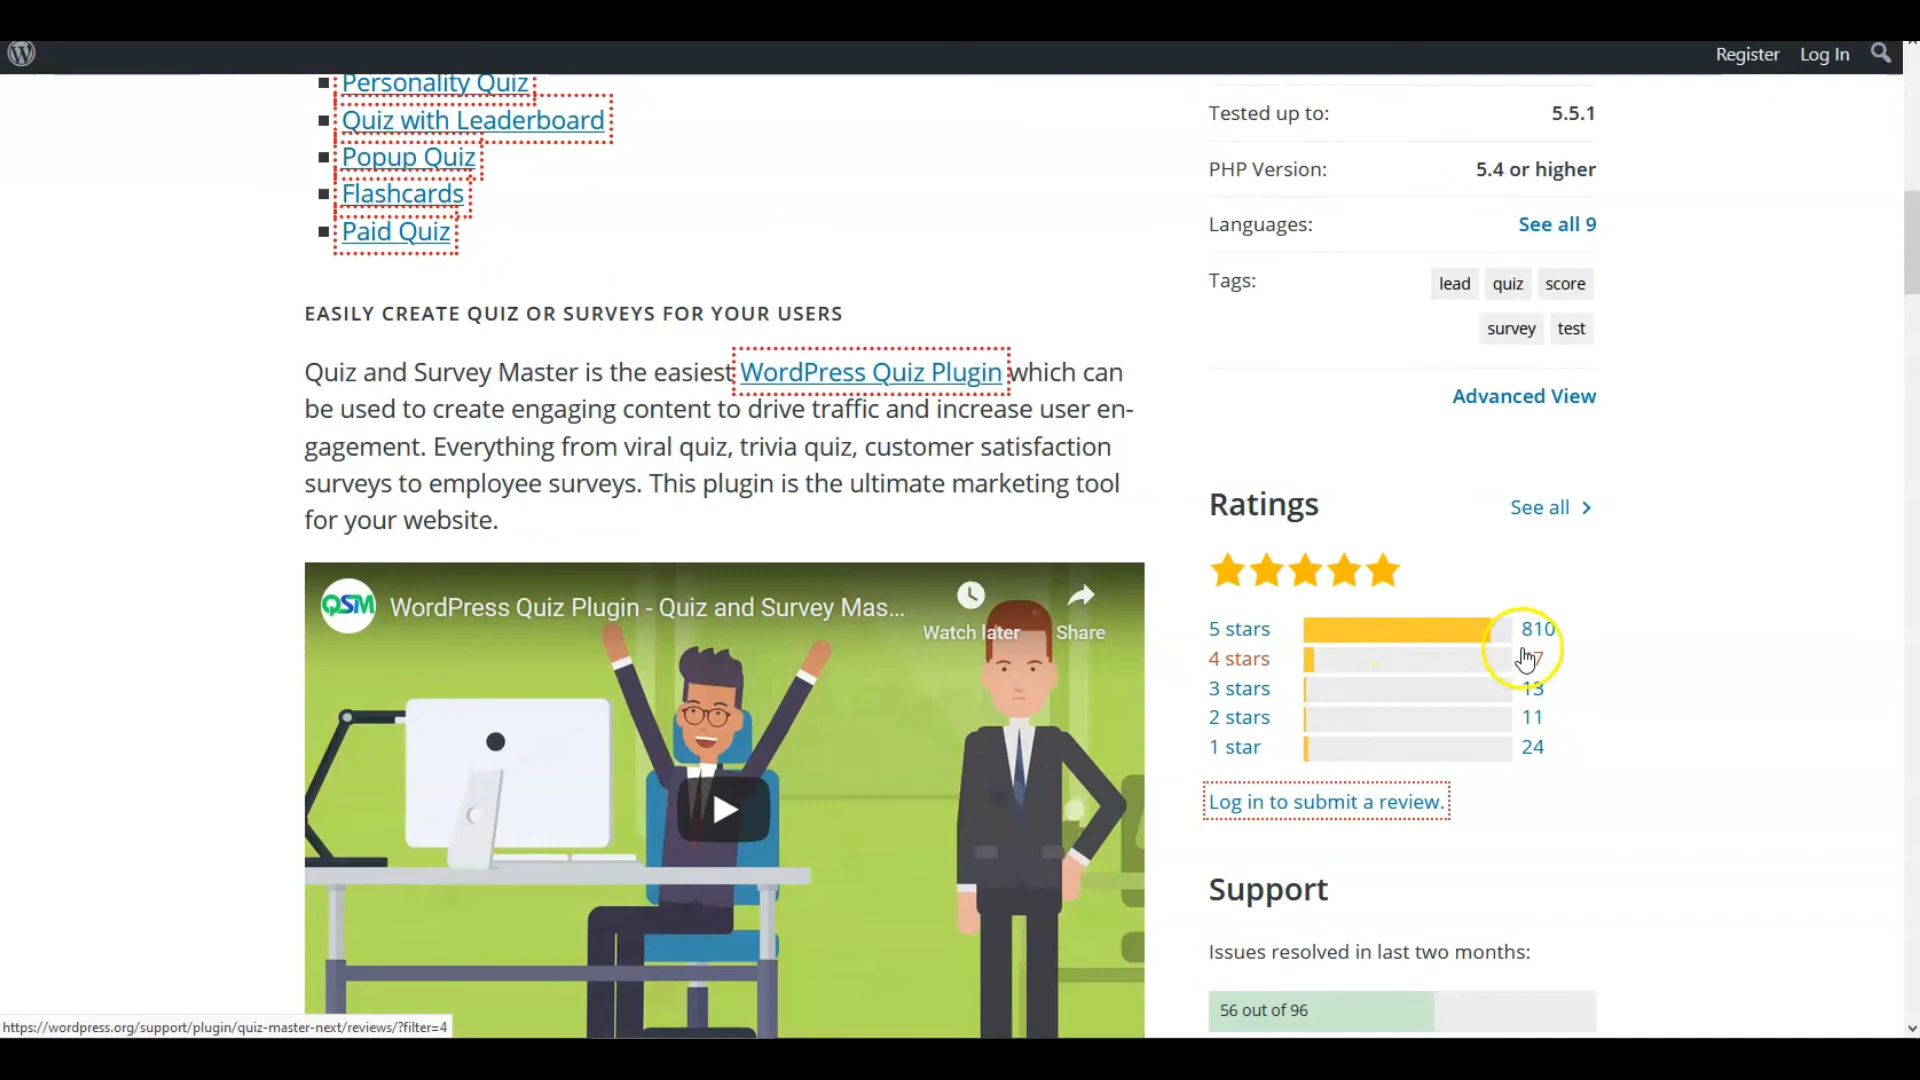 Register Log In
Personality Quiz
Quiz with Leaderboard
Popup Quiz
Flashcards
Paid Quiz
EASILY CREATE QUIZ OR SURVEYS FOR YOUR USERS
Quiz and Survey Master is the easiest WordPress Quiz Plugin which can
be used to create engaging content to drive traffic and increase user en-
gagement. Everything from viral quiz, trivia quiz, customer satisfaction
surveys to employee surveys. This plugin is the ultimate marketing tool
for your website.
QSM WordPress Quiz Plugin - Quiz and Survey Mas...
Watch later Share
Tested up to: 5.5.1
PHP Version: 5.4 or higher
Languages: See all 9
Tags: lead quiz score
survey test
Advanced View
Ratings See all
5 stars 810
4 stars
3 stars 13
2 stars 11
1 star 24
Log in to submit a review.
Support
Issues resolved in last two months:
56 out of 96
https://wordpress.org/support/plugin/quiz-master-next/reviews/?filter=4